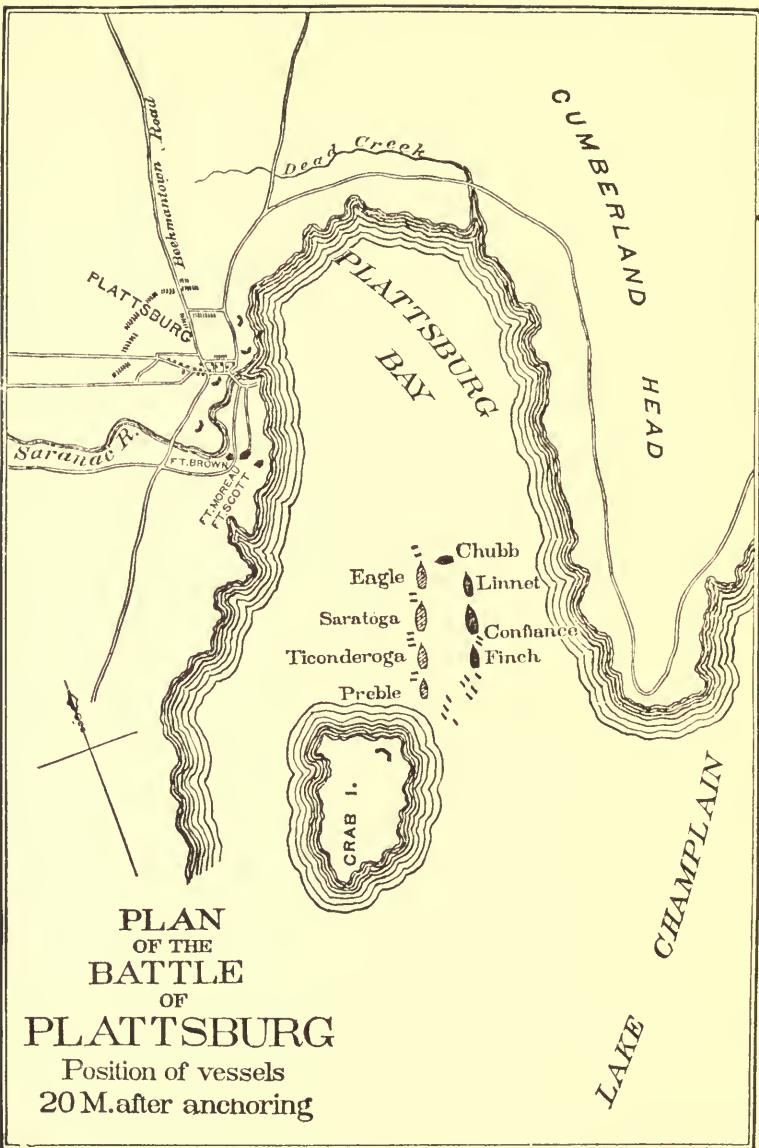 Beekmantown Road
Dead Creek
CUMBERLAND
HEAD
PLATTSBURG
PLATTSBURG
BAY
Saranac R.
FT. BROWN
FT. MOREAU
FT. SCOTT
Chubb
Eagle
Linnet
Saratoga
Confiance
Ticonderoga
Finch
Preble
CRAB I.
LAKE CHAMPLAIN
PLAN
OF THE
BATTLE
OF
PLATTSBURG
Position of vessels
20 M. after anchoring